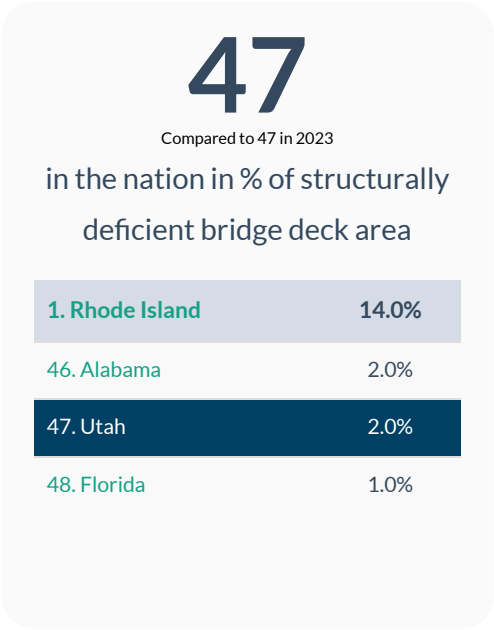 47
Compared to 47 in 2023
in the nation in % of structurally
deficient bridge deck area
1. Rhode Island 14.0%
46. Alabama 2.0%
47. Utah 2.0%
48. Florida 1.0%